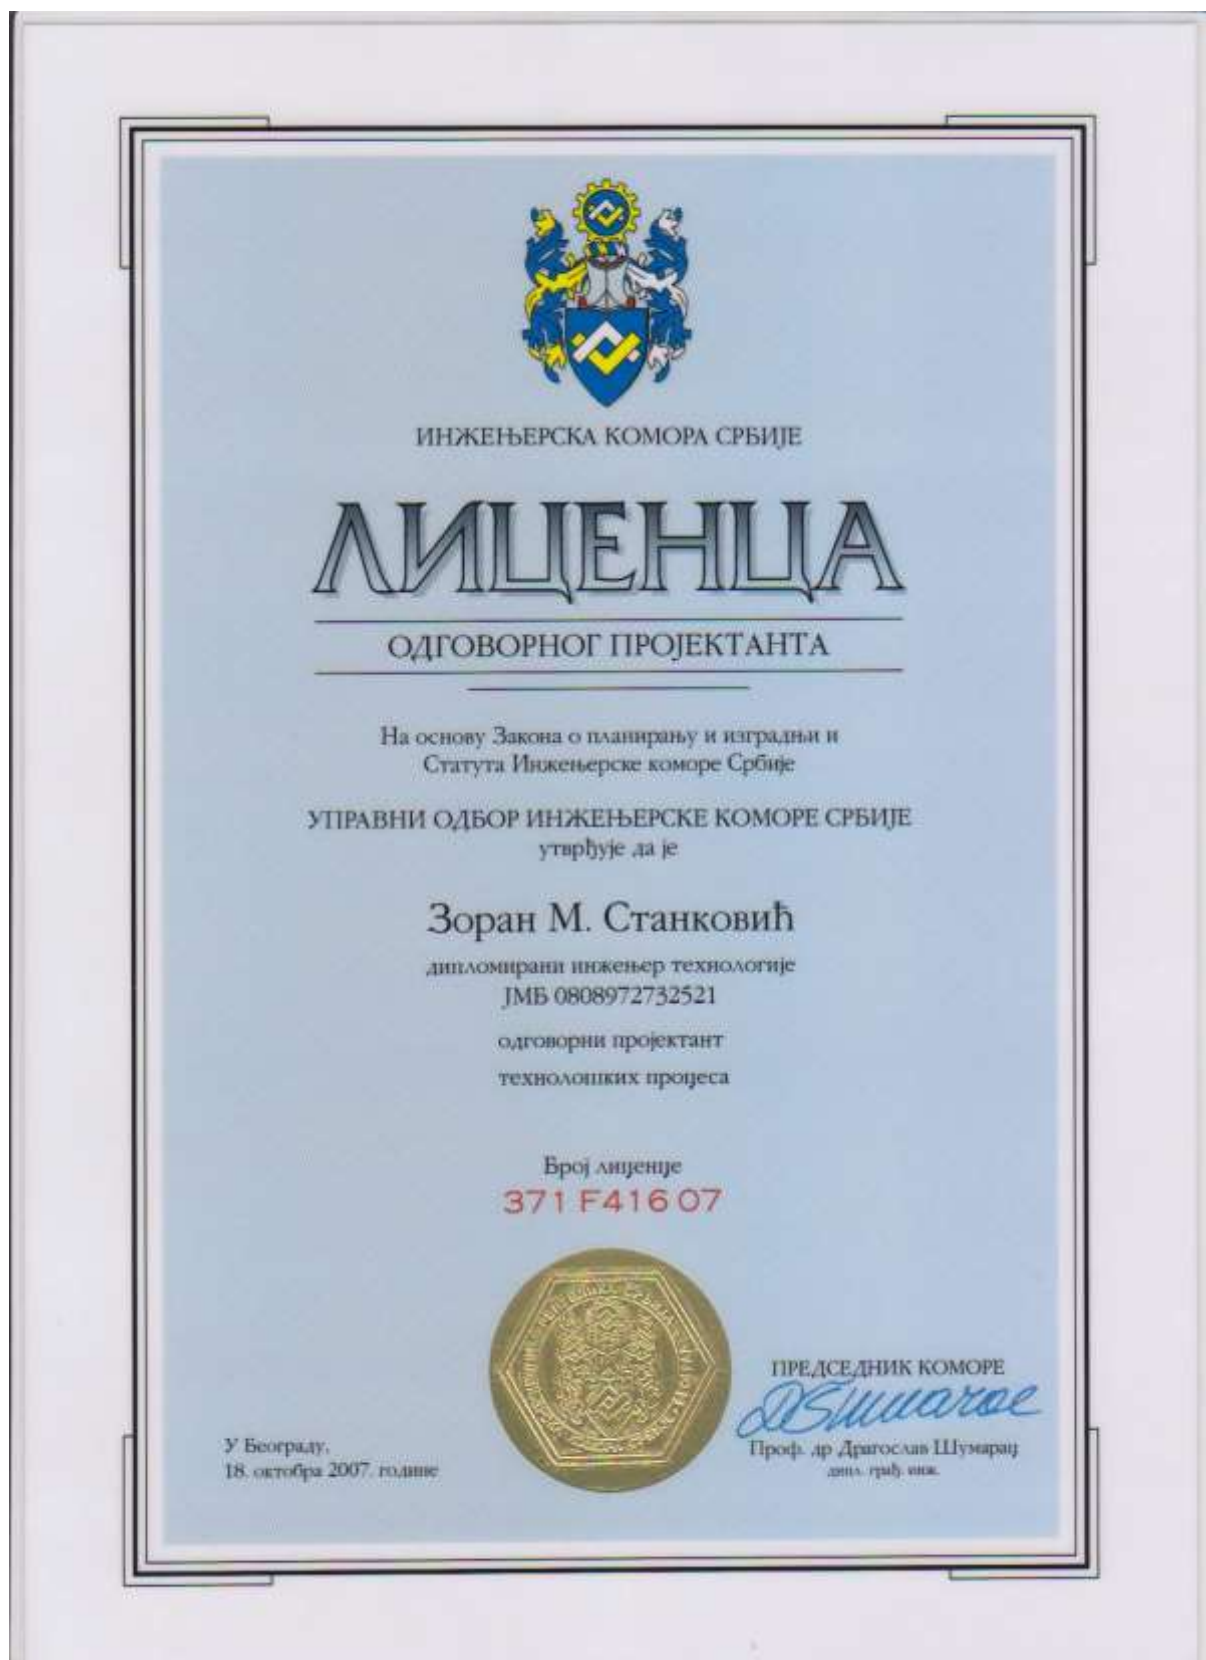 ИНЖЕЊЕРСКА КОМОРА СРБИЈЕ
ЛИЦЕНЦА
ОДГОВОРНОГ ПРОЈЕКТАНТА
На основу Закона о планирању и изградњи и
Статута Инжењерске коморе Србије
УПРАВНИ ОДБОР ИНЖЕЊЕРСКЕ КОМОРЕ СРБИЈЕ
утврђује да је
Зоран М. Станковић
дипломирани инжењер технологије
ЈМБ 0808972732521
одговорни пројектант
технолошких процеса
Број лиценце
371 F416 07
ПРЕДСЕДНИК КОМОРЕ
Проф. др Драгослав Шумарац
дипл. грађ. инж.
У Београду,
18. октобра 2007. године